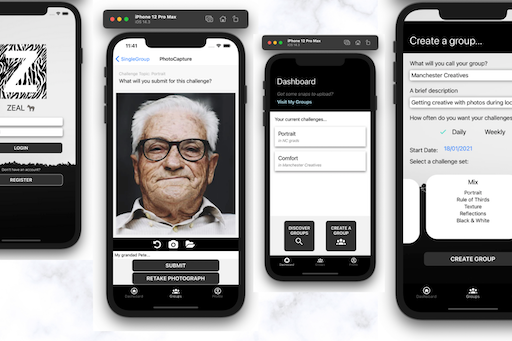 Z
ZEAL
LOGIN
Don't have an account?
REGISTER
iPhone 12 Pro Max
iOS 14.3
11:41
SingleGroup
PhotoCapture
Challenge Topic: Portrait
What will you submit for this challenge?
My grandad Pete...
SUBMIT
RETAKE PHOTOGRAPH
Dashboard
Groups
Profile
iPhone 12 Pro Max
iOS 14.3
Dashboard
Got some snaps to upload?
Visit My Groups
Your current challenges...
Portrait
in NC grade
Comfort
in Manchester Creatives
DISCOVER
GROUPS
CREATE A
GROUP
Dashboard
Groups
Create a group...
What will you call your group?
Manchester Creatives
A brief description
Getting creative with photos during loc
How often do you want your challenges
Daily
Weekly
Start Date:
18/01/2021
Select a challenge set:
Mix
Portrait
Rule of Thirds
Texture
Reflections
Black & White
CREATE GROUP
Dashboard
Groups